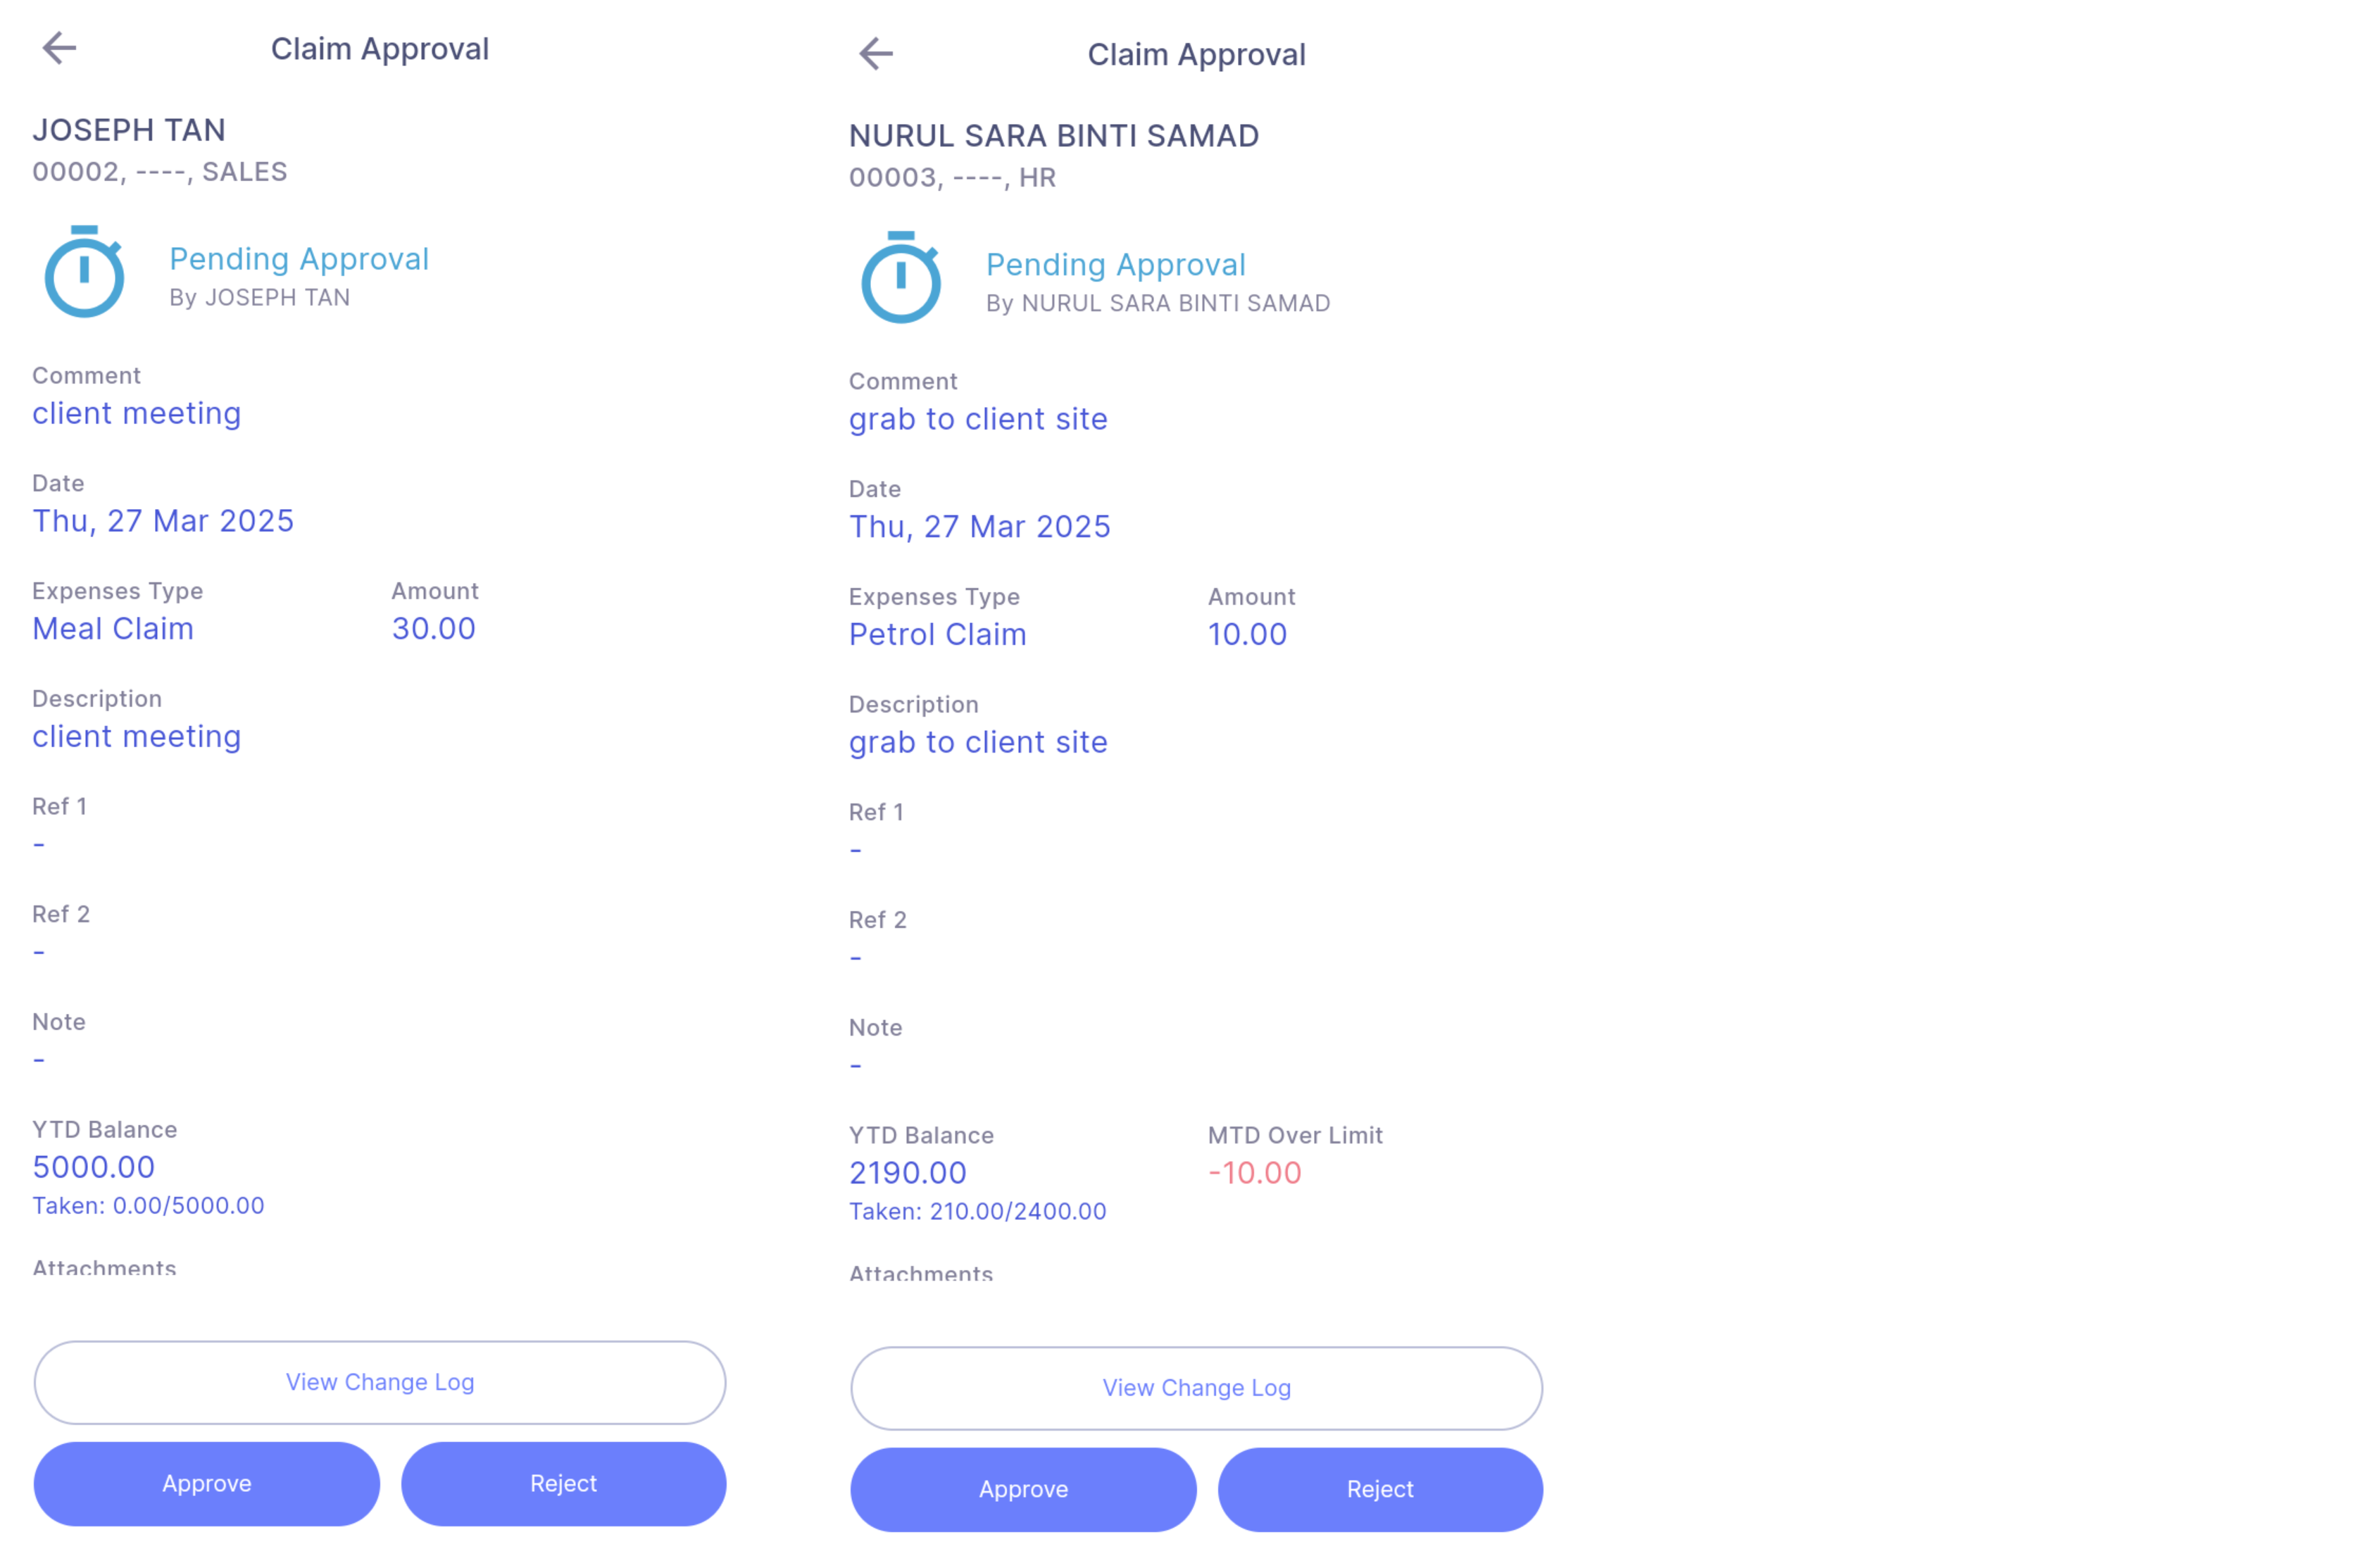 Claim Approval
JOSEPH TAN
00002, ----, SALES
Pending Approval
By JOSEPH TAN
Comment
client meeting
Date
Thu, 27 Mar 2025
Expenses Type Amount
Meal Claim 30.00
Description
client meeting
Ref 1
-
Ref 2
-
Note
-
YTD Balance
5000.00
Taken: 0.00/5000.00
Attachments
View Change Log
Approve Reject
Claim Approval
NURUL SARA BINTI SAMAD
00003, ----, HR
Pending Approval
By NURUL SARA BINTI SAMAD
Comment
grab to client site
Date
Thu, 27 Mar 2025
Expenses Type Amount
Petrol Claim 10.00
Description
grab to client site
Ref 1
-
Ref 2
-
Note
-
YTD Balance MTD Over Limit
2190.00 -10.00
Taken: 210.00/2400.00
Attachments
View Change Log
Approve Reject